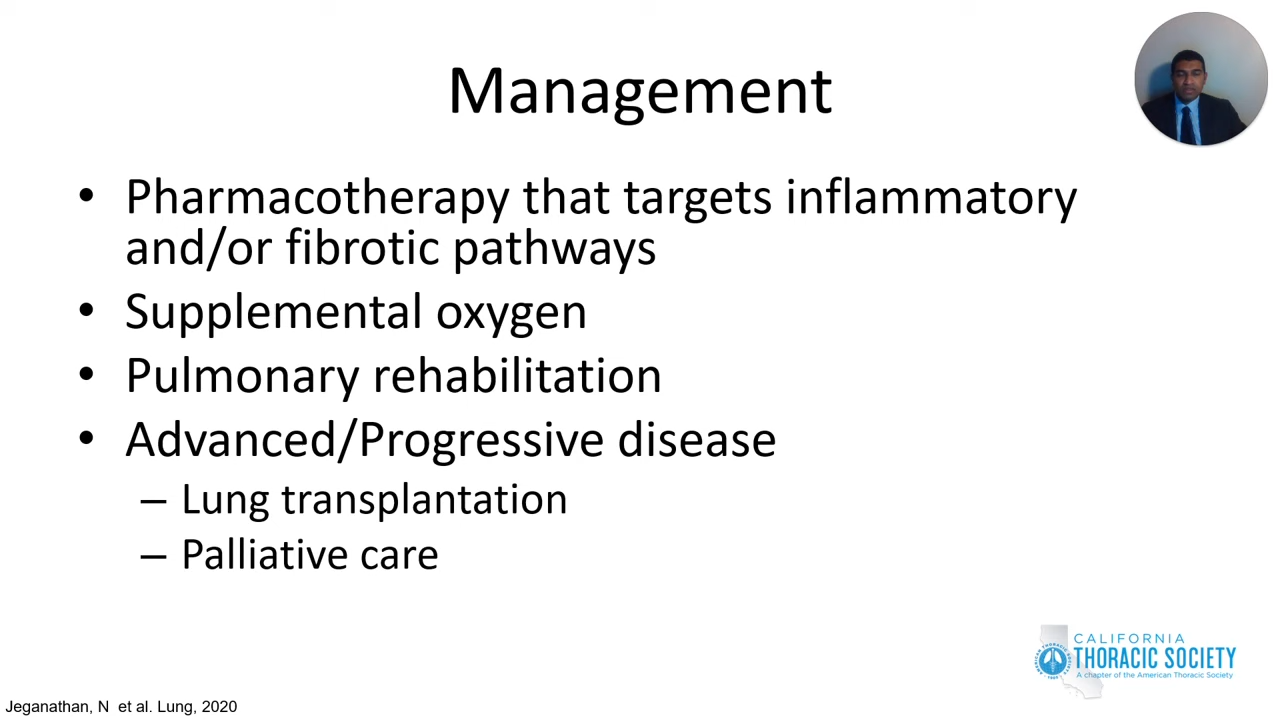 Management
• Pharmacotherapy that targets inflammatory
and/or fibrotic pathways
• Supplemental oxygen
• Pulmonary rehabilitation
• Advanced/Progressive disease
– Lung transplantation
– Palliative care
CALIFORNIA
THORACIC SOCIETY
A chapter of the American Thoracic Society
Jeganathan, N et al. Lung, 2020